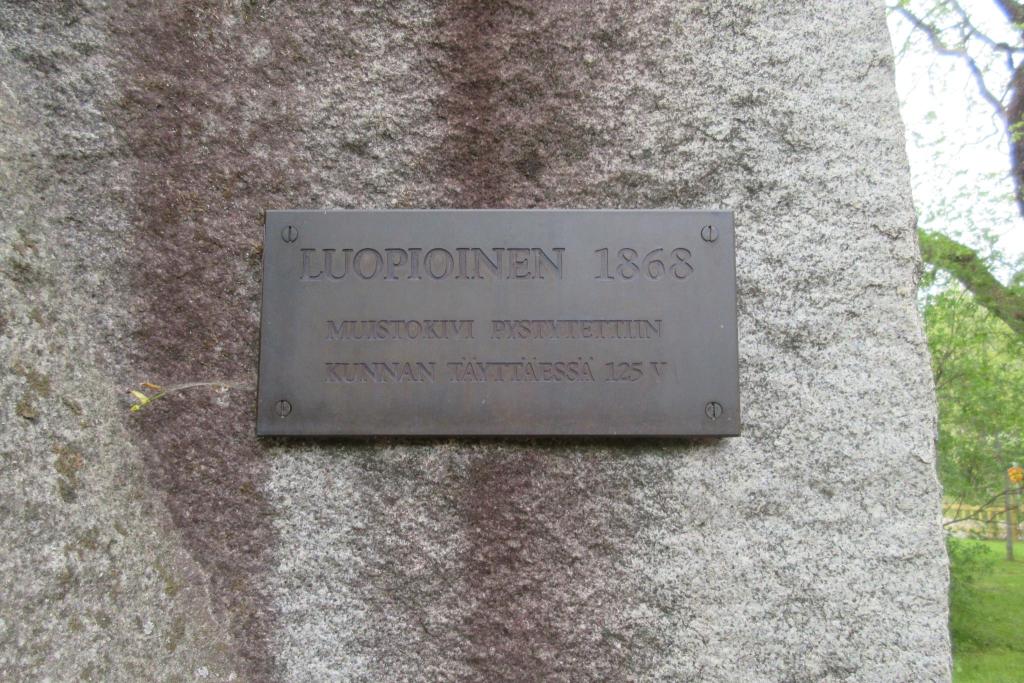 LUOPIOINEN 1868
MUISTOKIVI PYSTYTETTIIN
KUNNAN TÄYTTÄESSÄ 125 V